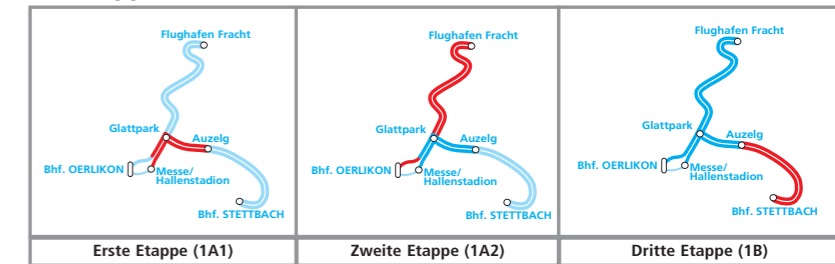 Flughafen Fracht
Glattpark
Auzelg
Bhf. OERLIKON
Messe/
Hallenstadion
Bhf. STETTBACH
Erste Etappe (1A1)
Flughafen Fracht
Glattpark
Auzelg
Bhf. OERLIKON
Messe/
Hallenstadion
Bhf. STETTBACH
Zweite Etappe (1A2)
Flughafen Fracht
Glattpark
Auzelg
Bhf. OERLIKON
Messe/
Hallenstadion
Bhf. STETTBACH
Dritte Etappe (1B)